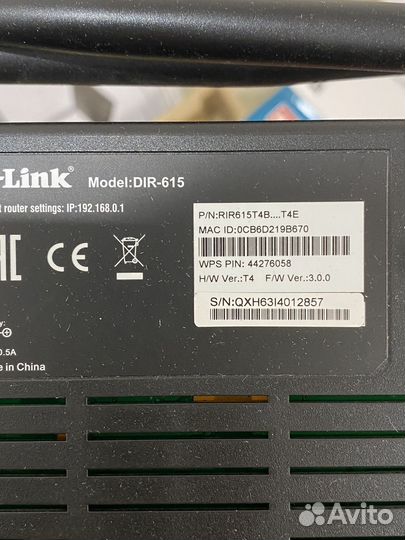 -Link Model:DIR-615
t router settings: IP:192.168.0.1
P/N:RIR615T4B....T4E
MAC ID:0CB6D219B670
WPS PIN: 44276058
H/W Ver.:T4 F/W Ver.:3.0.0
S/N:QXH63I4012857
EAC CE
y:
0.5A
e in China
Avito